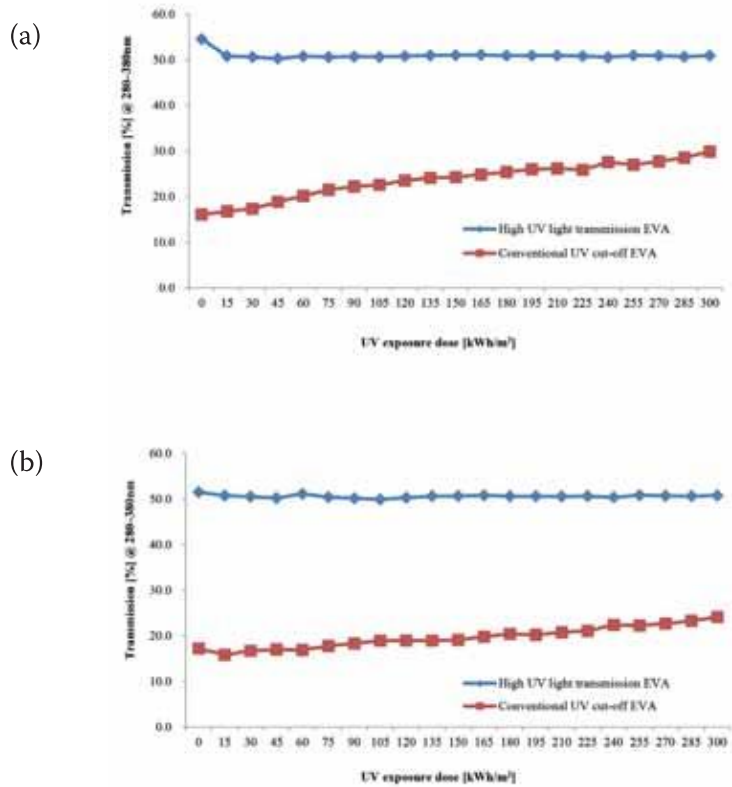 (a)
60.0
50.0
40.0
30.0
20.0
10.0
0.0
Transmission [%] @ 280-380nm
High UV light transmission EVA
Conventional UV cut-off EVA
0 15 30 45 60 75 90 105 120 135 150 165 180 195 210 225 240 255 270 285 300
UV exposure dose [kWh/m²]
(b)
60.0
50.0
40.0
30.0
20.0
10.0
0.0
Transmission [%] @ 280-380nm
High UV light transmission EVA
Conventional UV cut-off EVA
0 15 30 45 60 75 90 105 120 135 150 165 180 195 210 225 240 255 270 285 300
UV exposure dose [kWh/m²]